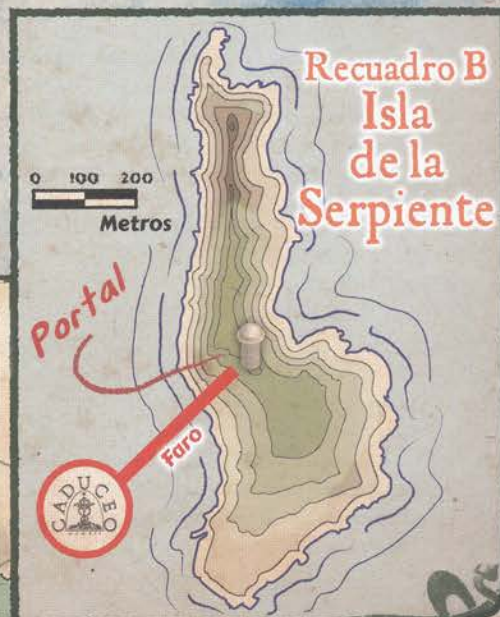 Recuadro B
Isla
de la
Serpiente
0 100 200
Metros
Portal
Faro
CADUCEO